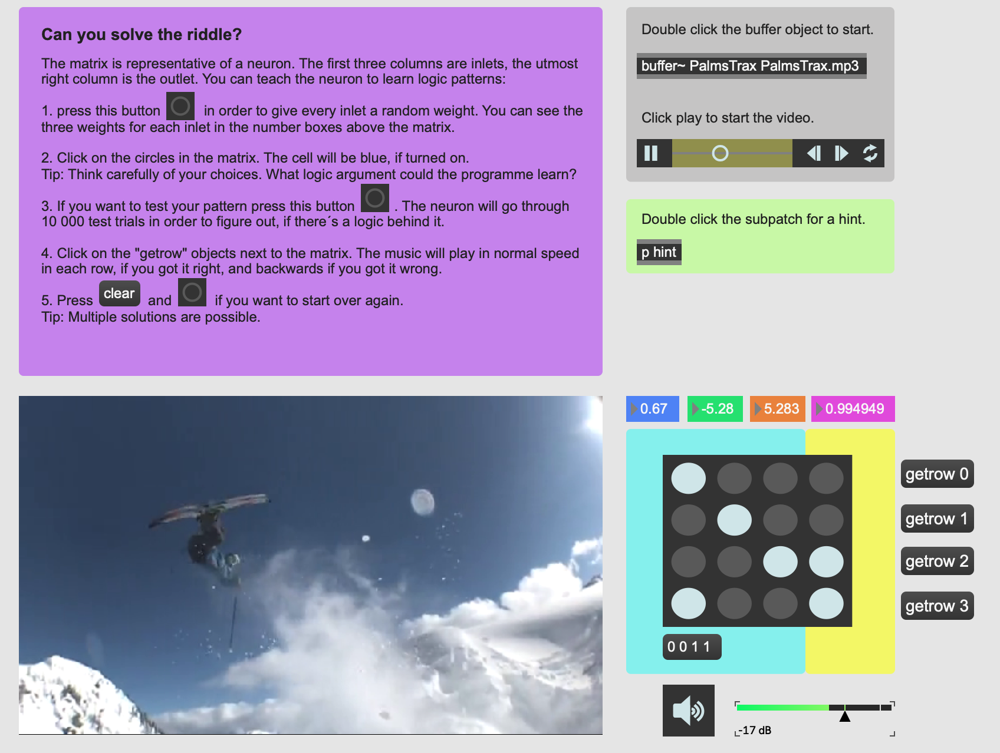 Can you solve the riddle?
The matrix is representative of a neuron. The first three columns are inlets, the utmost
right column is the outlet. You can teach the neuron to learn logic patterns:
1. press this button in order to give every inlet a random weight. You can see the
three weights for each inlet in the number boxes above the matrix.
2. Click on the circles in the matrix. The cell will be blue, if turned on.
Tip: Think carefully of your choices. What logic argument could the programme learn?
3. If you want to test your pattern press this button . The neuron will go through
10 000 test trials in order to figure out, if there´s a logic behind it.
4. Click on the "getrow" objects next to the matrix. The music will play in normal speed
in each row, if you got it right, and backwards if you got it wrong.
5. Press clear and if you want to start over again.
Tip: Multiple solutions are possible.
Double click the buffer object to start.
buffer~ PalmsTrax PalmsTrax.mp3
Click play to start the video.
Double click the subpatch for a hint.
p hint
0.67 -5.28 5.283 0.994949
getrow 0
getrow 1
getrow 2
getrow 3
0 0 1 1
-17 dB